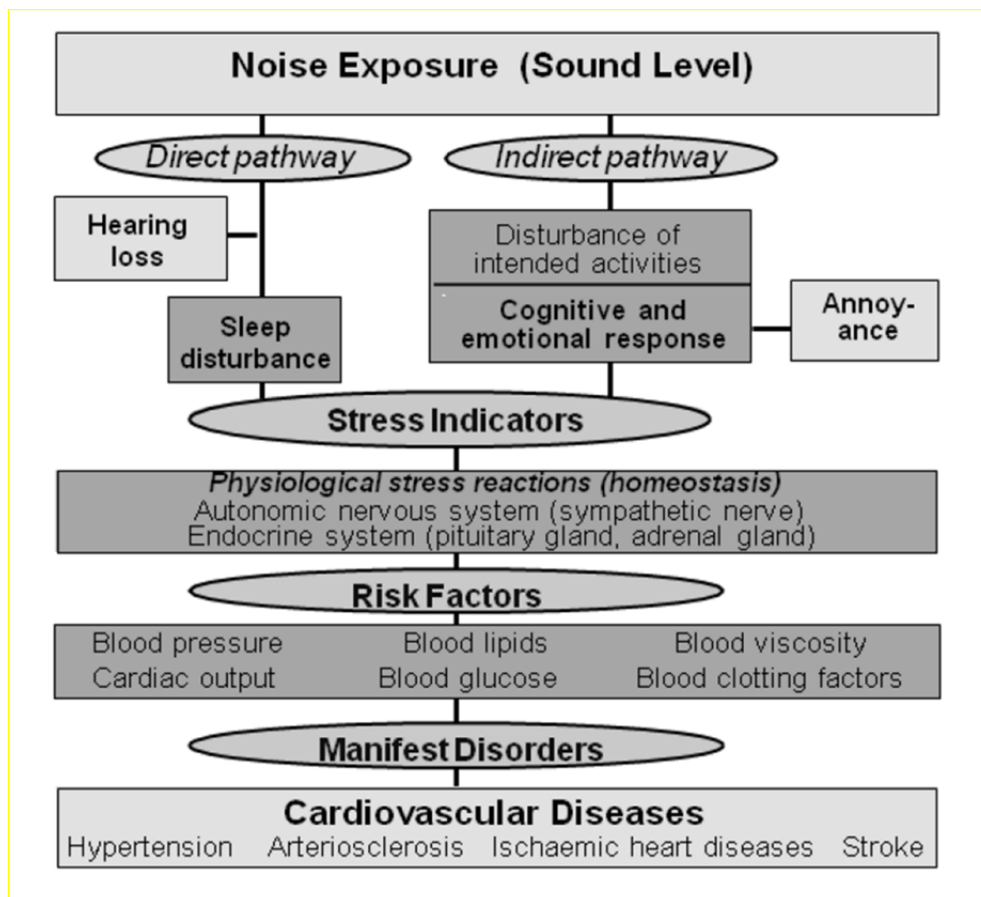 Noise Exposure (Sound Level)
Direct pathway
Indirect pathway
Hearing
loss
Disturbance of
intended activities
Sleep
disturbance
Cognitive and
emotional response
Annoy-
ance
Stress Indicators
Physiological stress reactions (homeostasis)
Autonomic nervous system (sympathetic nerve)
Endocrine system (pituitary gland, adrenal gland)
Risk Factors
Blood pressure Blood lipids Blood viscosity
Cardiac output Blood glucose Blood clotting factors
Manifest Disorders
Cardiovascular Diseases
Hypertension Arteriosclerosis Ischaemic heart diseases Stroke